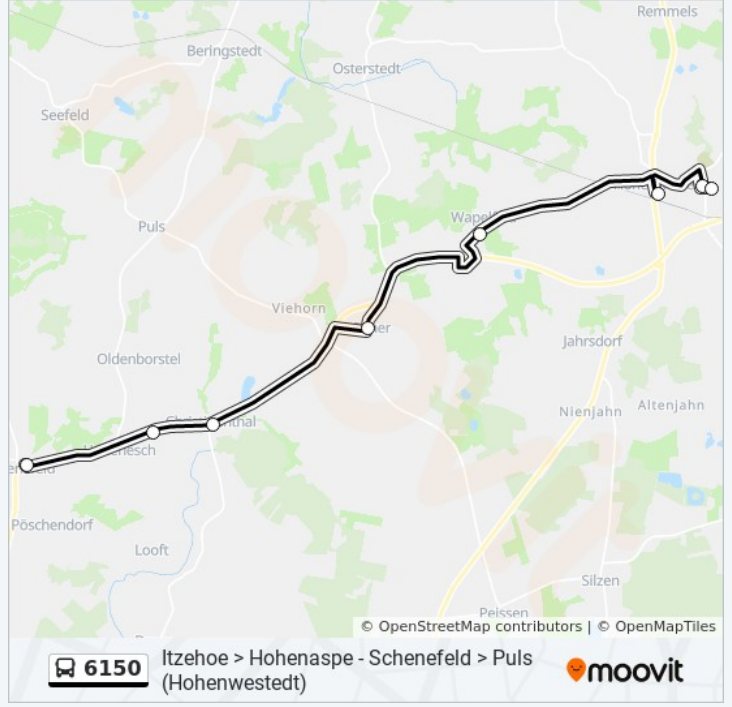 Remmels
Beringstedt
Osterstedt
Seefeld
Puls
Viehorn
Jahrsdorf
Oldenborstel
Altenjahn
Nienjahn
Pöschendorf
Looft
Silzen
Peissen
© OpenStreetMap contributors | © OpenMapTiles
6150
Itzehoe > Hohenaspe - Schenefeld > Puls
(Hohenwestedt)
moovit